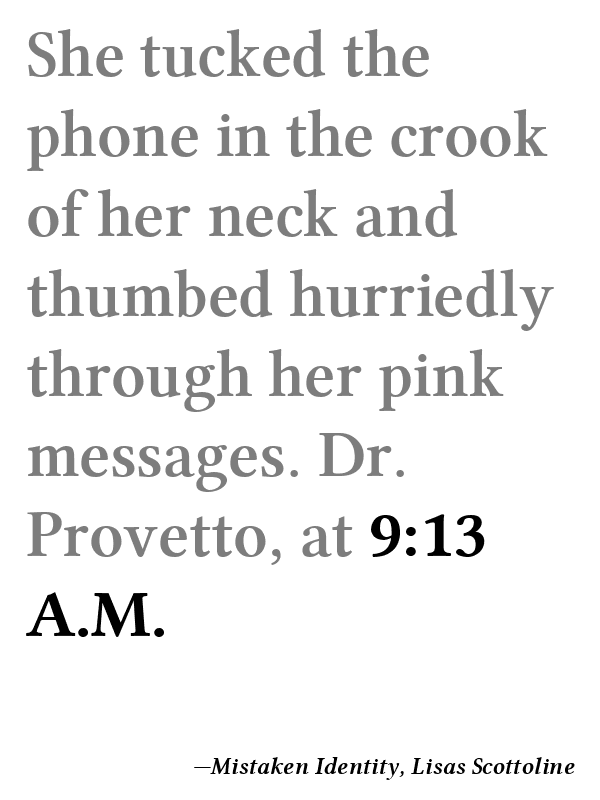 She tucked the
phone in the crook
of her neck and
thumbed hurriedly
through her pink
messages. Dr.
Provetto, at 9:13
A.M.
—Mistaken Identity, Lisas Scottoline